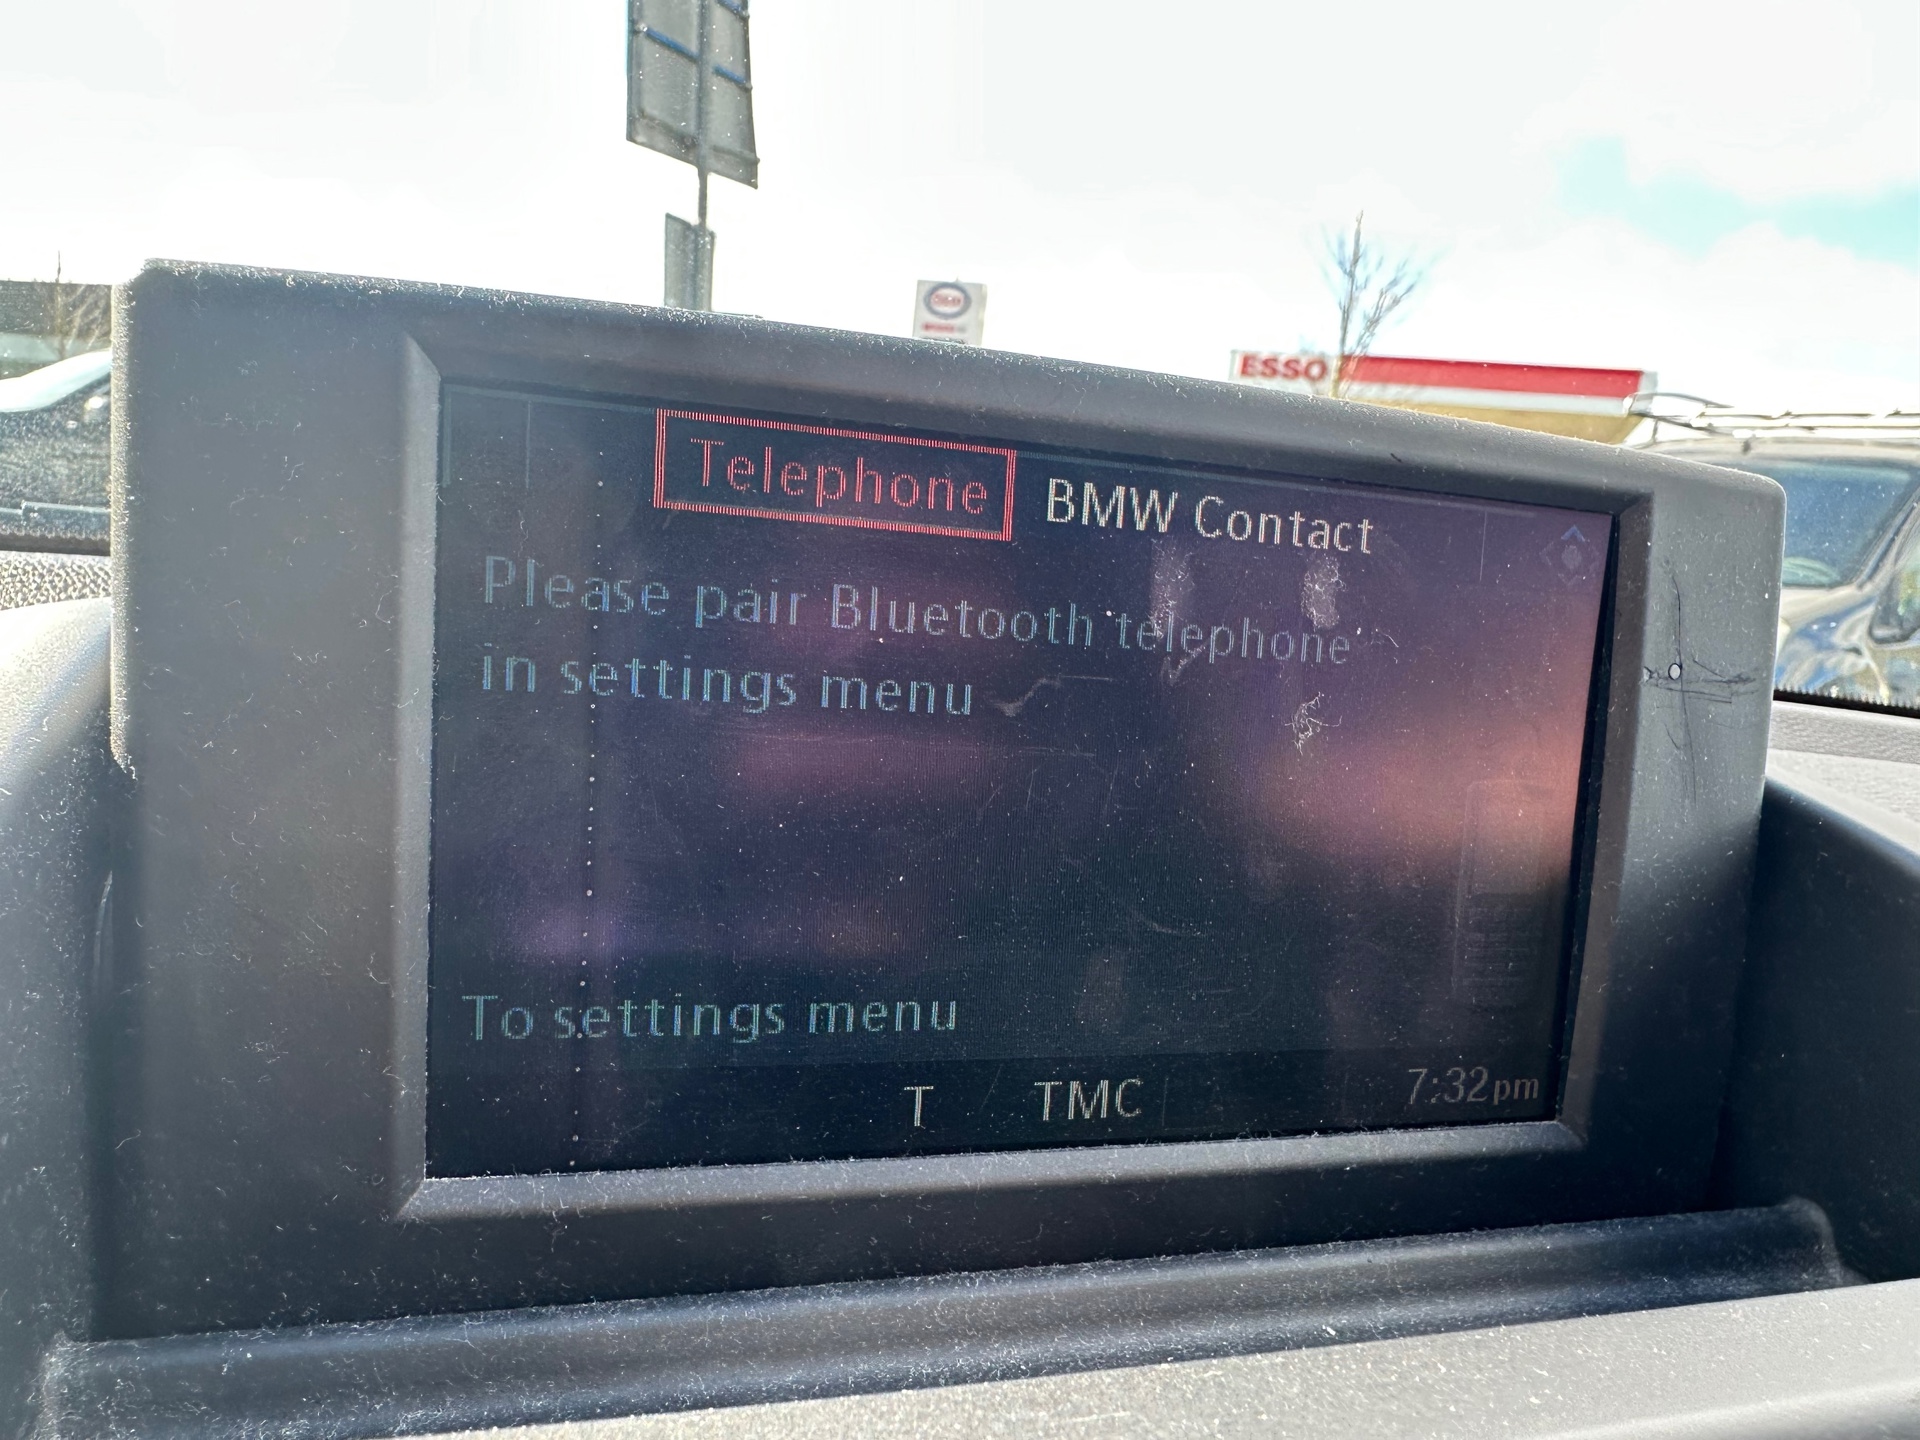 ESSO
Telephone BMW Contact
Please pair Bluetooth telephone
in settings menu
To settings menu
T TMC 7:32pm